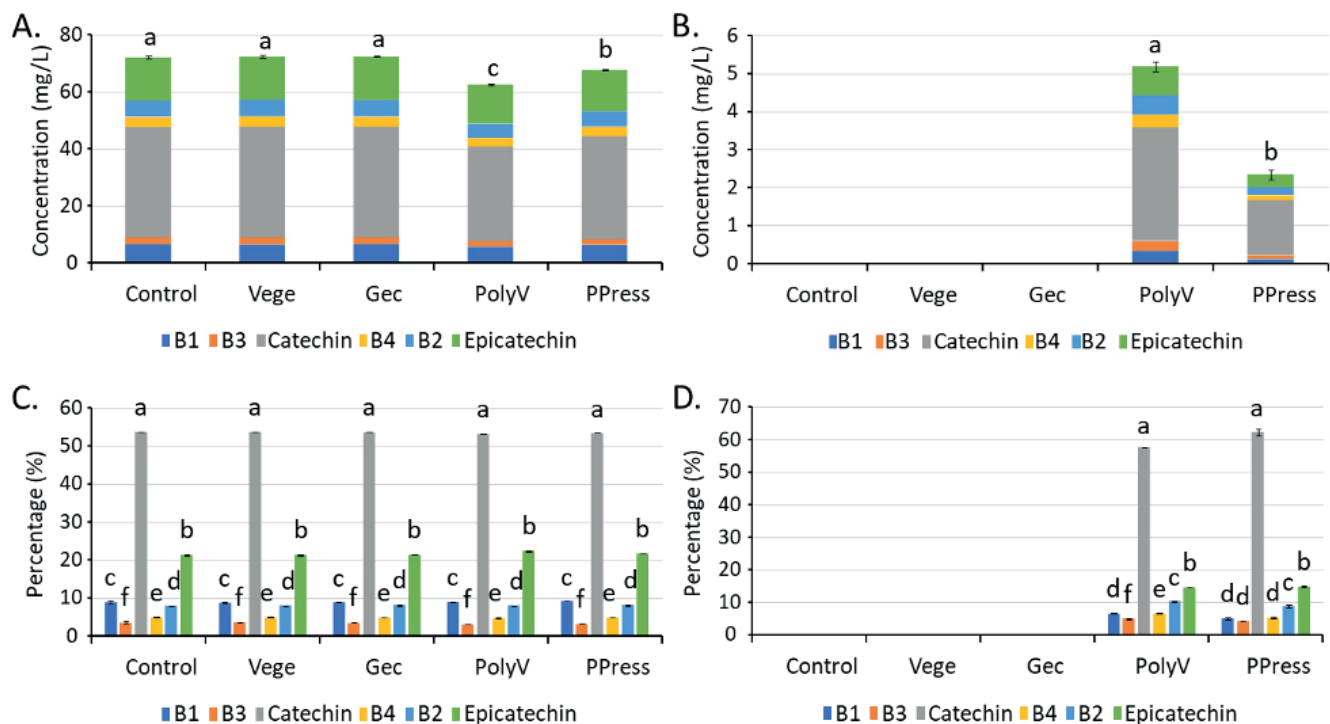 A.
Concentration (mg/L)
80
60
40
20
0
a
a
a
c
b
Control Vege Gec PolyV PPress
B1 B3 Catechin B4 B2 Epicatechin
B.
Concentration (mg/L)
6
5
4
3
2
1
0
a
b
Control Vege Gec PolyV PPress
B1 B3 Catechin B4 B2 Epicatechin
C.
Percentage (%)
60
50
40
30
20
10
0
c f a e d b
c f a e d b
c f a e d b
c f a e d b
c f a e d b
Control Vege Gec PolyV PPress
B1 B3 Catechin B4 B2 Epicatechin
D.
Percentage (%)
70
60
50
40
30
20
10
0
d f a e c b
d d a d c b
Control Vege Gec PolyV PPress
B1 B3 Catechin B4 B2 Epicatechin